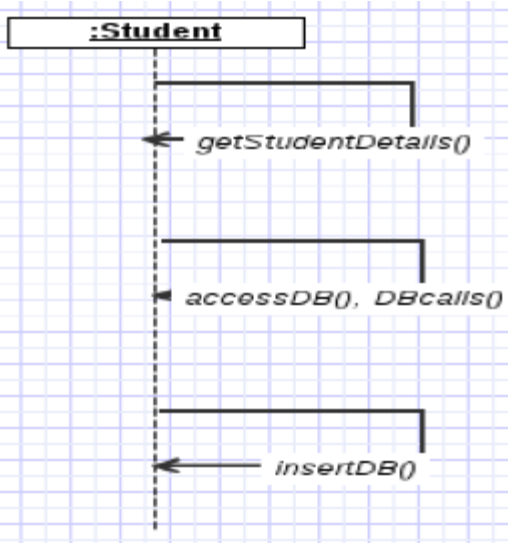 :Student
getStudentDetails()
accessDB(), DBcalls()
insertDB()